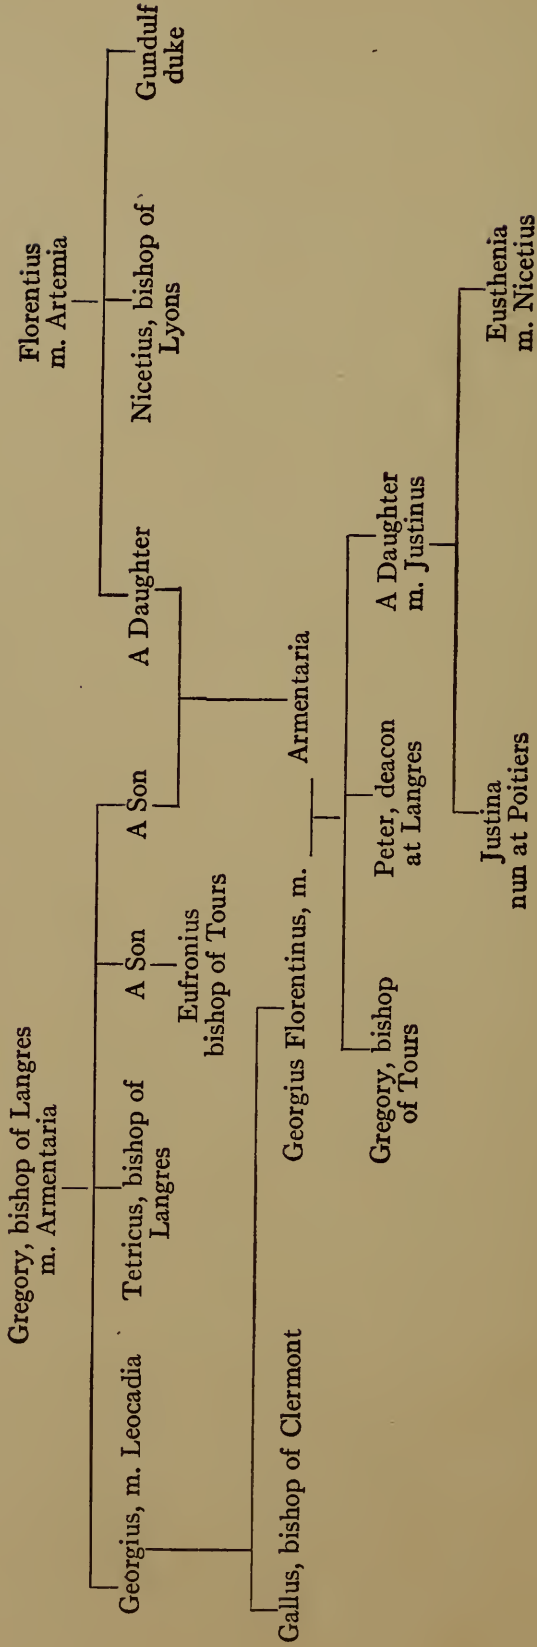 Gregory, bishop of Langres
m. Armentaria
Florentius
m. Artemia
Georgius, m. Leocadia
Tetricus, bishop of
Langres
A Son
A Son
A Daughter
Nicetius, bishop of
Lyons
Gundulf
duke
Eufronius
bishop of Tours
Gallus, bishop of Clermont
Georgius Florentinus, m.
Armentaria
Gregory, bishop
of Tours
Peter, deacon
at Langres
A Daughter
m. Justinus
Justina
nun at Poitiers
Eusthenia
m. Nicetius